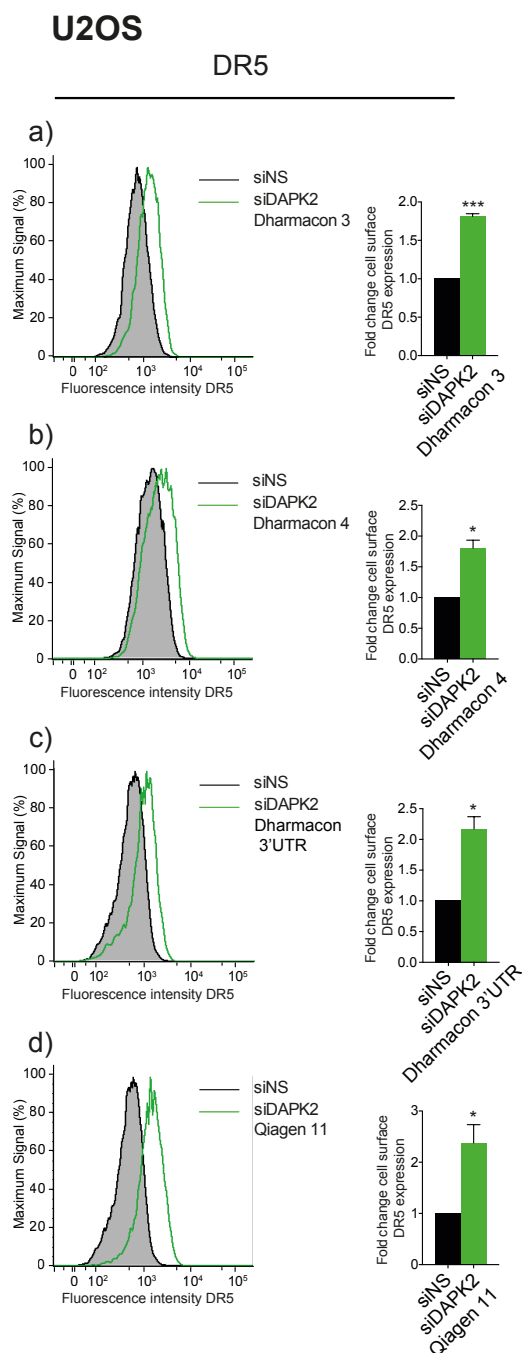 U2OS
DR5
a)
Maximum Signal (%)
100
80
60
40
20
0
0 10² 10³ 10⁴ 10⁵
Fluorescence intensity DR5
siNS
siDAPK2
Dharmacon 3
Fold change cell surface
DR5 expression
2.0
1.5
1.0
0.5
0.0
***
siNS
siDAPK2
Dharmacon 3
b)
Maximum Signal (%)
100
80
60
40
20
0
0 10² 10³ 10⁴ 10⁵
Fluorescence intensity DR5
siNS
siDAPK2
Dharmacon 4
Fold change cell surface
DR5 expression
2.5
2.0
1.5
1.0
0.5
0.0
*
siNS
siDAPK2
Dharmacon 4
c)
Maximum Signal (%)
100
80
60
40
20
0
0 10² 10³ 10⁴ 10⁵
Fluorescence intensity DR5
siNS
siDAPK2
Dharmacon
3'UTR
Fold change cell surface
DR5 expression
2.5
2.0
1.5
1.0
0.5
0.0
*
siNS
siDAPK2
Dharmacon 3'UTR
d)
Maximum Signal (%)
100
80
60
40
20
0
0 10² 10³ 10⁴ 10⁵
Fluorescence intensity DR5
siNS
siDAPK2
Qiagen 11
Fold change cell surface
DR5 expression
3
2
1
0
*
siNS
siDAPK2
Qiagen 11